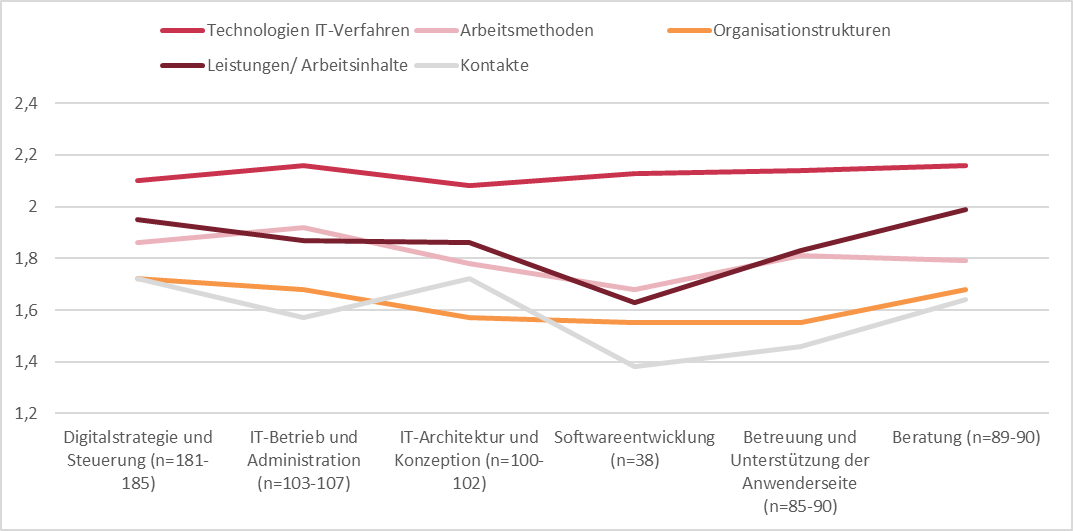 Technologien IT-Verfahren
Arbeitsmethoden
Organisationstrukturen
Leistungen/ Arbeitsinhalte
Kontakte
2,4
2,2
2
1,8
1,6
1,4
1,2
Digitalstrategie und
Steuerung (n=181-
185)
IT-Betrieb und
Administration
(n=103-107)
IT-Architektur und
Konzeption (n=100-
102)
Softwareentwicklung
(n=38)
Betreuung und
Unterstützung der
Anwenderseite
(n=85-90)
Beratung (n=89-90)